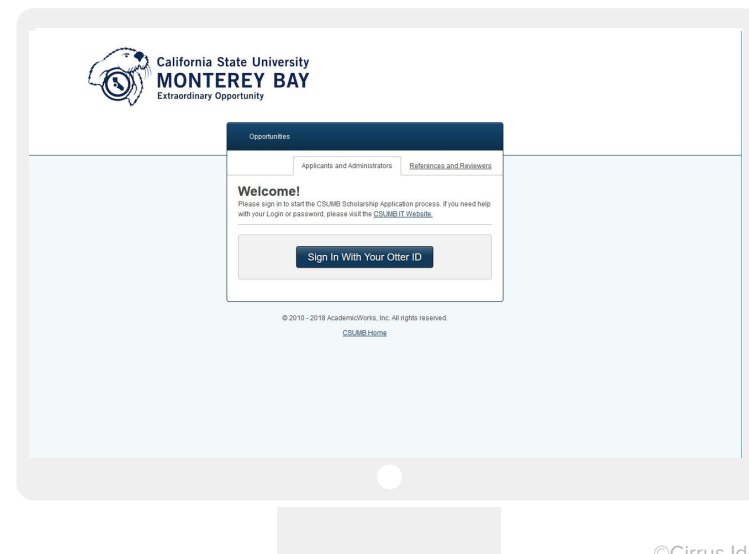 California State University
MONTEREY BAY
Extraordinary Opportunity
Opportunities
Applicants and Administrators References and Reviewers
Welcome!
Please sign in to start the CSUMB Scholarship Application process. If you need help
with your Login or password, please visit the CSUMB IT Website.
Sign In With Your Otter ID
© 2010 - 2018 AcademicWorks, Inc. All rights reserved.
CSUMB Home
©Cirrus Id